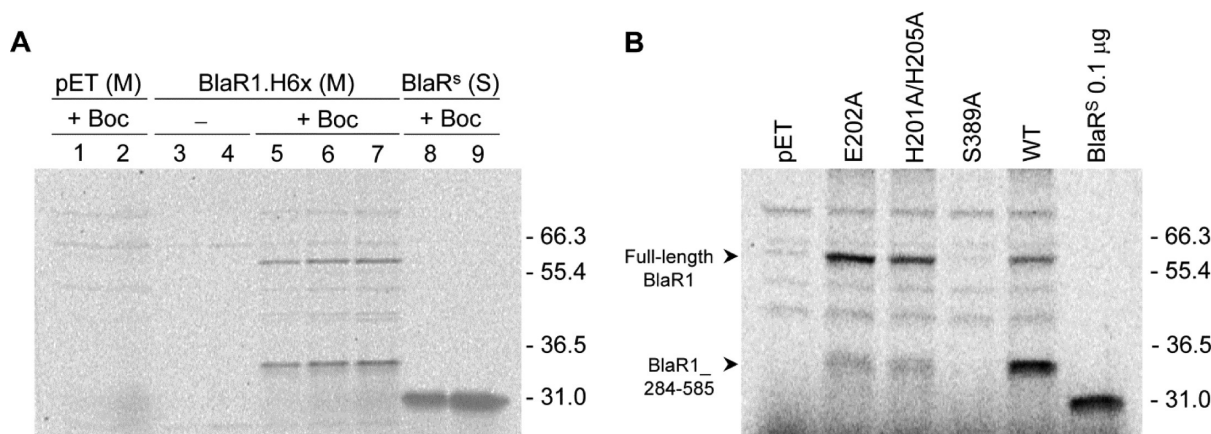 A
pET (M) BlaR1.H6x (M) BlaRˢ (S)
+ Boc – + Boc + Boc
1 2 3 4 5 6 7 8 9
- 66.3
- 55.4
- 36.5
- 31.0
B
pET
E202A
H201A/H205A
S389A
WT
BlaRˢ 0.1 µg
Full-length
BlaR1
BlaR1_
284-585
- 66.3
- 55.4
- 36.5
- 31.0